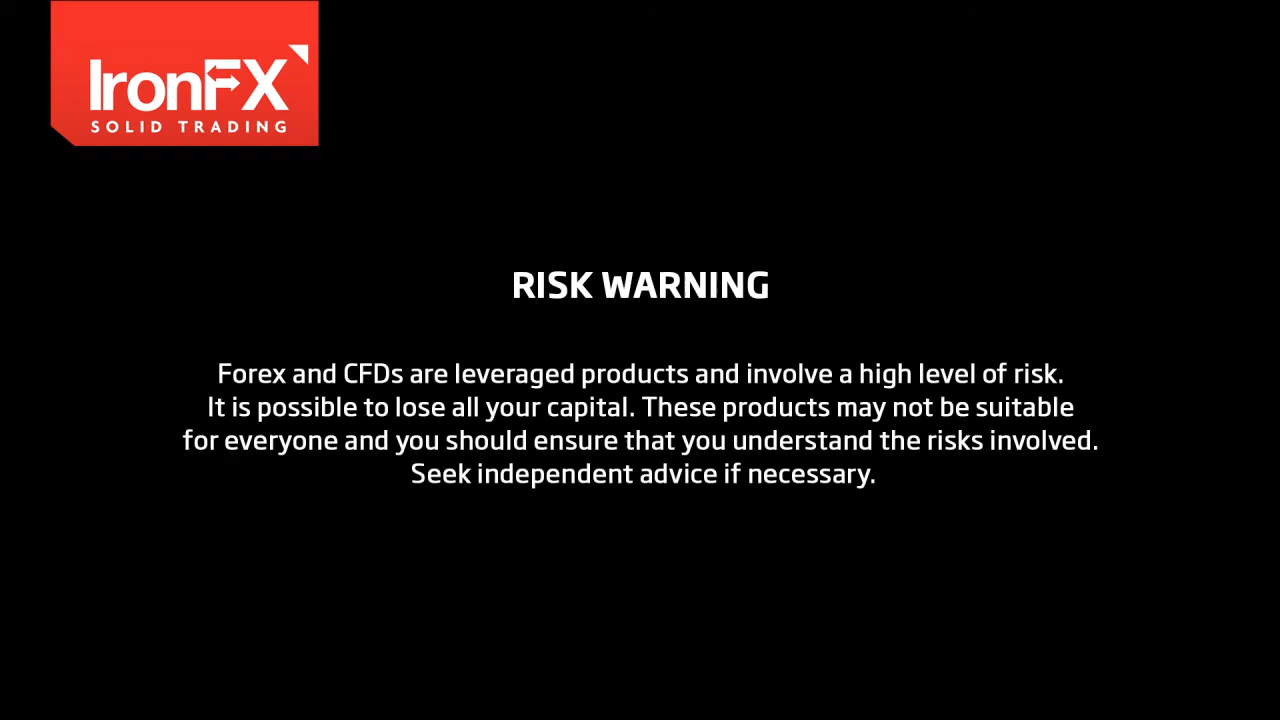 IronFX
SOLID TRADING
RISK WARNING
Forex and CFDs are leveraged products and involve a high level of risk.
It is possible to lose all your capital. These products may not be suitable
for everyone and you should ensure that you understand the risks involved.
Seek independent advice if necessary.